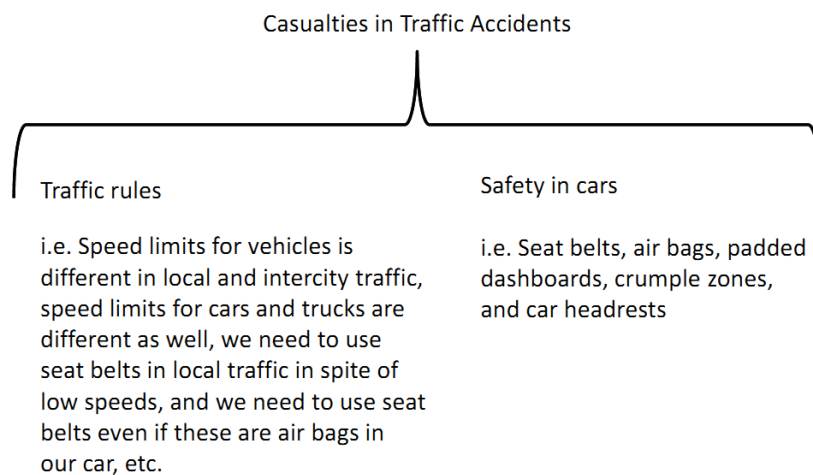 Casualties in Traffic Accidents
Traffic rules
i.e. Speed limits for vehicles is
different in local and intercity traffic,
speed limits for cars and trucks are
different as well, we need to use
seat belts in local traffic in spite of
low speeds, and we need to use seat
belts even if these are air bags in
our car, etc.
Safety in cars
i.e. Seat belts, air bags, padded
dashboards, crumple zones,
and car headrests